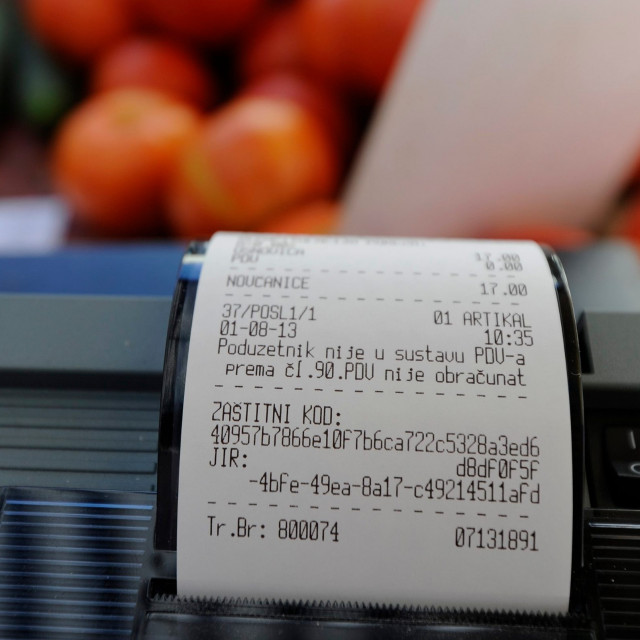 17.00
PDU 0.00
NOVCANICE 17.00
37/POSL1/1 01 ARTIKAL
01-08-13 10:35
Poduzetnik nije u sustavu PDV-a
prema čl.90.PDV nije obračunat
ZAŠTITNI KOD:
40957b7866e10f7b6ca722c5328a3ed6
JIR: d8df0f5f
-4bfe-49ea-8a17-c49214511afd
Tr.Br: 800074 07131891